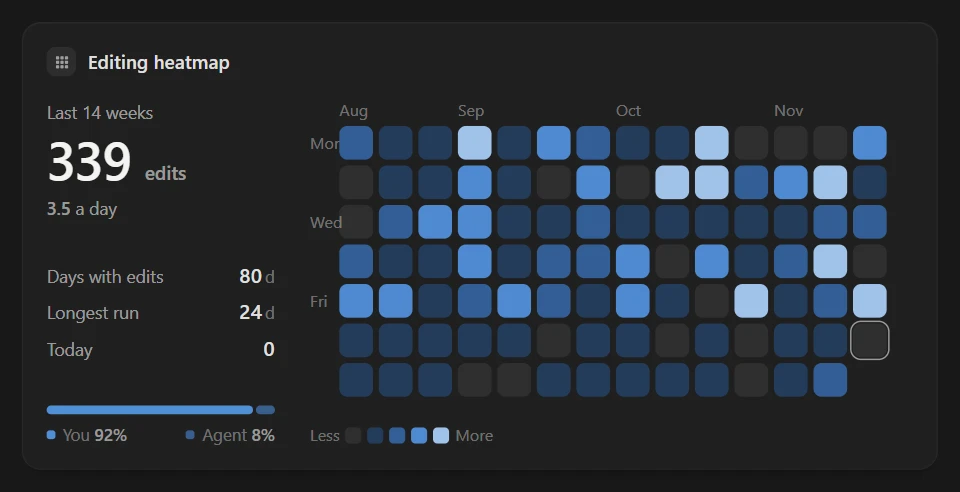 Editing heatmap
Last 14 weeks
339 edits
3.5 a day
Days with edits 80 d
Longest run 24 d
Today 0
You 92% Agent 8%
Aug Sep Oct Nov
Mon
Wed
Fri
Less More